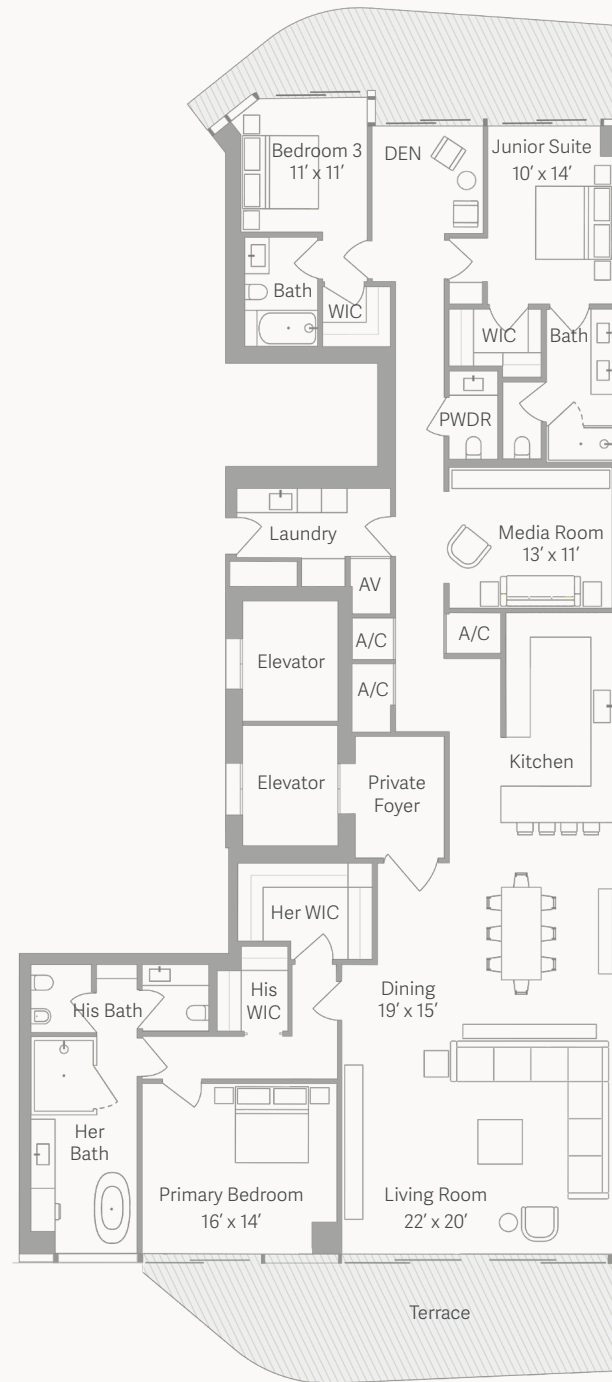 Bedroom 3
11’ x 11’
DEN
Junior Suite
10’ x 14’
Bath
WIC
WIC
Bath
PWDR
Laundry
Media Room
13’ x 11’
AV
A/C
A/C
A/C
Elevator
Kitchen
Elevator
Private
Foyer
Her WIC
His
WIC
Dining
19’ x 15’
His Bath
Her
Bath
Primary Bedroom
16’ x 14’
Living Room
22’ x 20’
Terrace